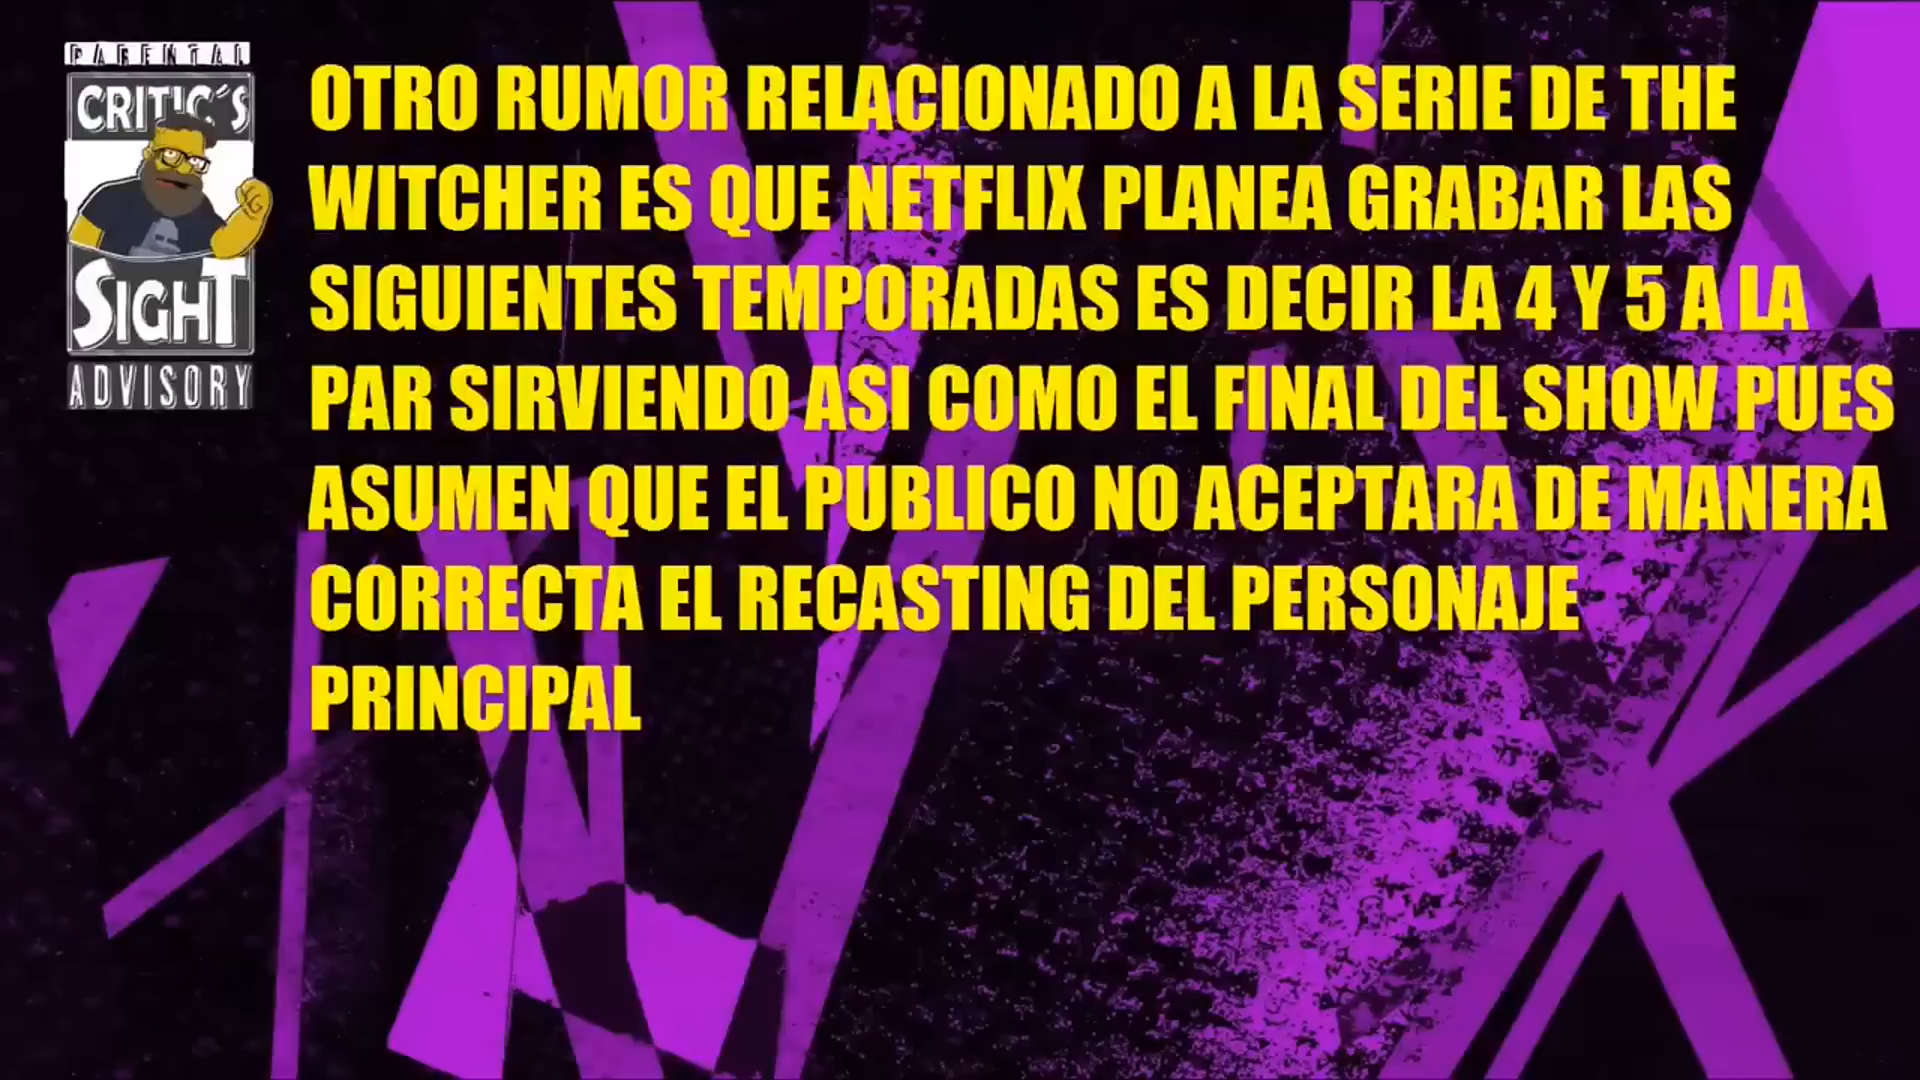 PARENTAL
CRITIC´S
SIGHT
ADVISORY
OTRO RUMOR RELACIONADO A LA SERIE DE THE
WITCHER ES QUE NETFLIX PLANEA GRABAR LAS
SIGUIENTES TEMPORADAS ES DECIR LA 4 Y 5 A LA
PAR SIRVIENDO ASI COMO EL FINAL DEL SHOW PUES
ASUMEN QUE EL PUBLICO NO ACEPTARA DE MANERA
CORRECTA EL RECASTING DEL PERSONAJE
PRINCIPAL